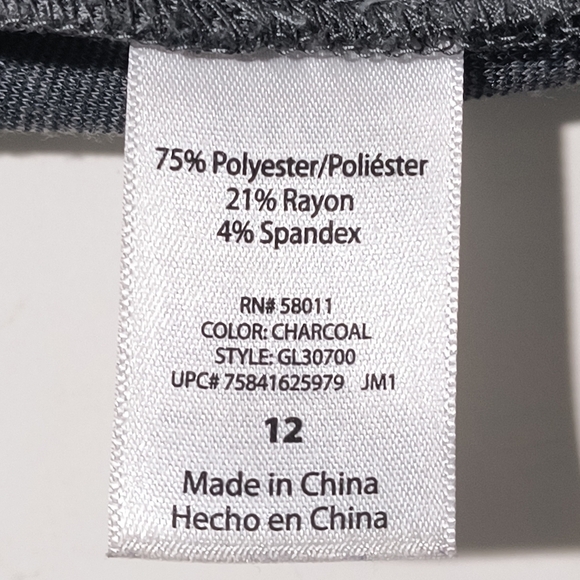 75% Polyester/Poliéster
21% Rayon
4% Spandex
RN# 58011
COLOR: CHARCOAL
STYLE: GL30700
UPC# 75841625979 JM1
12
Made in China
Hecho en China